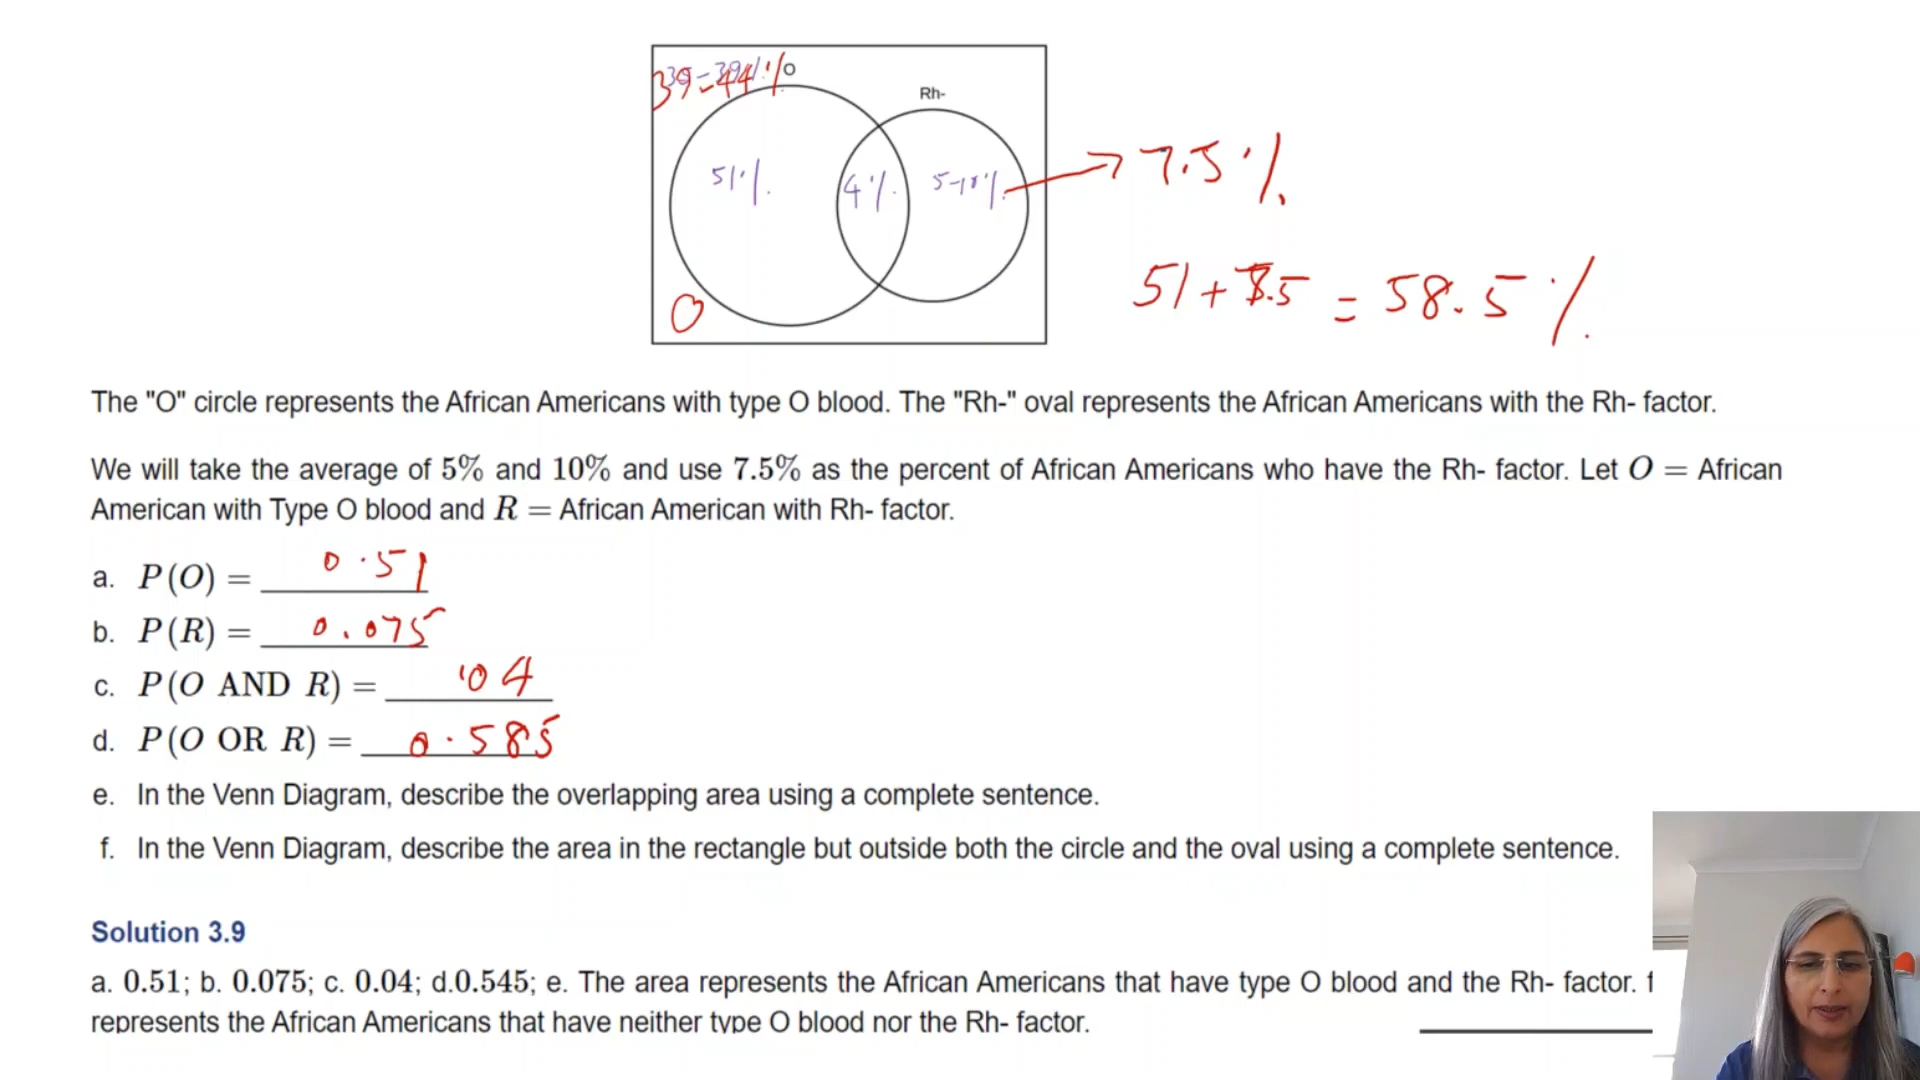 39-44% O
Rh-
51%
4%
5-10%
7.5%
O
51+7.5 = 58.5%
The "O" circle represents the African Americans with type O blood. The "Rh-" oval represents the African Americans with the Rh- factor.
We will take the average of 5% and 10% and use 7.5% as the percent of African Americans who have the Rh- factor. Let O = African
American with Type O blood and R = African American with Rh- factor.
a. P(O) = 0.51
b. P(R) = 0.075
c. P(O AND R) = .04
d. P(O OR R) = 0.585
e. In the Venn Diagram, describe the overlapping area using a complete sentence.
f. In the Venn Diagram, describe the area in the rectangle but outside both the circle and the oval using a complete sentence.
Solution 3.9
a. 0.51; b. 0.075; c. 0.04; d.0.545; e. The area represents the African Americans that have type O blood and the Rh- factor. f
represents the African Americans that have neither type O blood nor the Rh- factor.